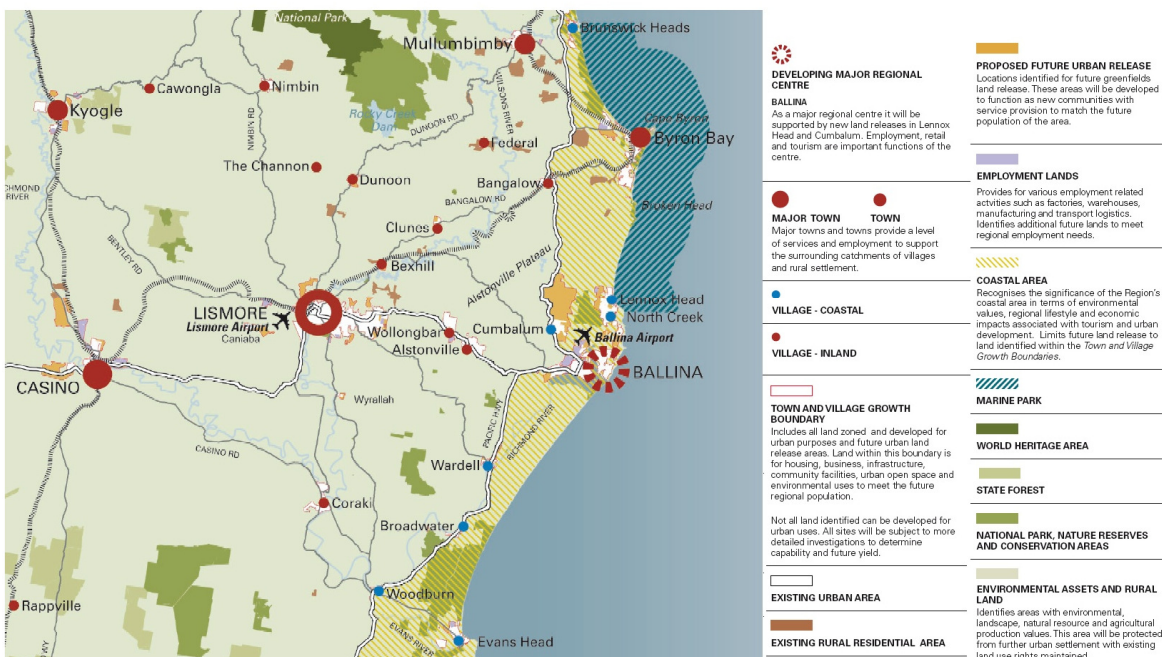 National Park
Brunswick Heads
Mullumbimby
WILSONS RIVER
Cawongla
Nimbin
Kyogle
Rocky Creek
Dam
DUNOON RD
NIMBIN RD
Cape Byron
Byron Bay
Federal
The Channon
Dunoon
Bangalow
BANGALOW RD
RICHMOND
RIVER
Broken Head
Clunes
BENTLEY RD
Bexhill
Alstonville Plateau
LISMORE
Lismore Airport
Caniaba
Lennox Head
North Creek
Wollongbar
Cumbalum
Ballina Airport
Alstonville
BALLINA
CASINO
Wyrallah
PACIFIC HWY
RICHMOND RIVER
CASINO RD
Wardell
Coraki
Broadwater
Woodburn
Rappville
EVANS RIVER
Evans Head
HWY
DEVELOPING MAJOR REGIONAL
CENTRE
BALLINA
As a major regional centre it will be
supported by new land releases in Lennox
Head and Cumbalum. Employment, retail
and tourism are important functions of the
centre.
MAJOR TOWN TOWN
Major towns and towns provide a level
of services and employment to support
the surrounding catchments of villages
and rural settlement.
VILLAGE - COASTAL
VILLAGE - INLAND
TOWN AND VILLAGE GROWTH
BOUNDARY
Includes all land zoned and developed for
urban purposes and future urban land
release areas. Land within this boundary is
for housing, business, infrastructure,
community facilities, urban open space and
environmental uses to meet the future
regional population.
Not all land identified can be developed for
urban uses. All sites will be subject to more
detailed investigations to determine
capability and future yield.
EXISTING URBAN AREA
EXISTING RURAL RESIDENTIAL AREA
PROPOSED FUTURE URBAN RELEASE
Locations identified for future greenfields
land release. These areas will be developed
to function as new communities with
service provision to match the future
population of the area.
EMPLOYMENT LANDS
Provides for various employment related
actvities such as factories, warehouses,
manufacturing and transport logistics.
Identifies additional future lands to meet
regional employment needs.
COASTAL AREA
Recognises the significance of the Region's
coastal area in terms of environmental
values, regional lifestyle and economic
impacts associated with tourism and urban
development. Limits future land release to
land identified within the Town and Village
Growth Boundaries.
MARINE PARK
WORLD HERITAGE AREA
STATE FOREST
NATIONAL PARK, NATURE RESERVES
AND CONSERVATION AREAS
ENVIRONMENTAL ASSETS AND RURAL
LAND
Identifies areas with environmental,
landscape, natural resource and agricultural
production values. This area will be protected
from further urban settlement with existing
land use rights maintained.